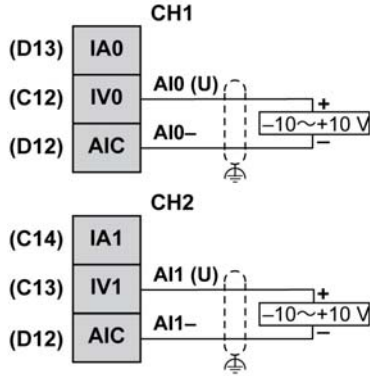 CH1
(D13) IA0
(C12) IV0 AI0 (U) +
−10～+10 V
(D12) AIC AI0− −
CH2
(C14) IA1
(C13) IV1 AI1 (U) +
−10～+10 V
(D12) AIC AI1− −